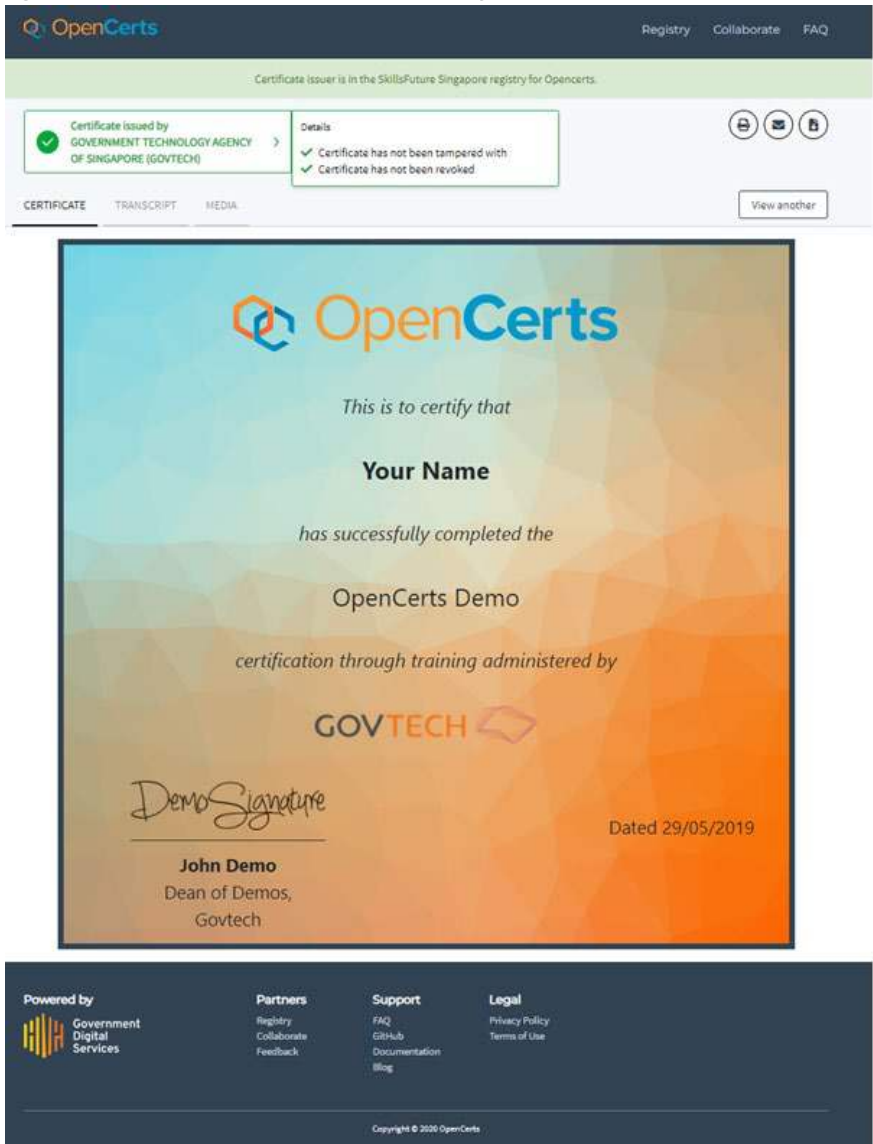 OpenCerts
Registry Collaborate FAQ
Certificate issuer is in the SkillsFuture Singapore registry for Opencerts.
Certificate issued by
GOVERNMENT TECHNOLOGY AGENCY
OF SINGAPORE (GOVTECH)
Details
Certificate has not been tampered with
Certificate has not been revoked
CERTIFICATE TRANSCRIPT MEDIA
View another
OpenCerts
This is to certify that
Your Name
has successfully completed the
OpenCerts Demo
certification through training administered by
GOVTECH
DemoSignature
John Demo
Dean of Demos,
Govtech
Dated 29/05/2019
Powered by
Government
Digital
Services
Partners
Registry
Collaborate
Feedback
Support
FAQ
GitHub
Documentation
Blog
Legal
Privacy Policy
Terms of Use
Copyright © 2020 OpenCerts